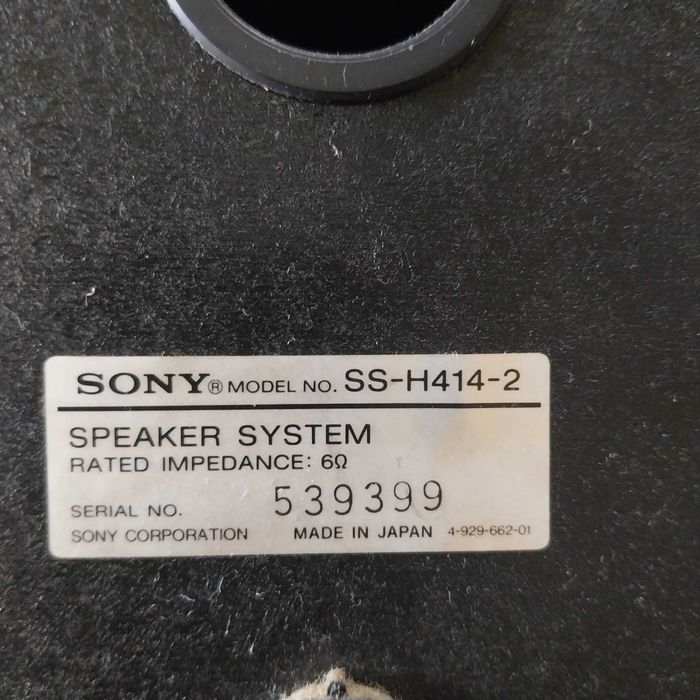 SONY® MODEL NO. SS-H414-2
SPEAKER SYSTEM
RATED IMPEDANCE: 6Ω
SERIAL NO. 539399
SONY CORPORATION MADE IN JAPAN 4-929-662-01